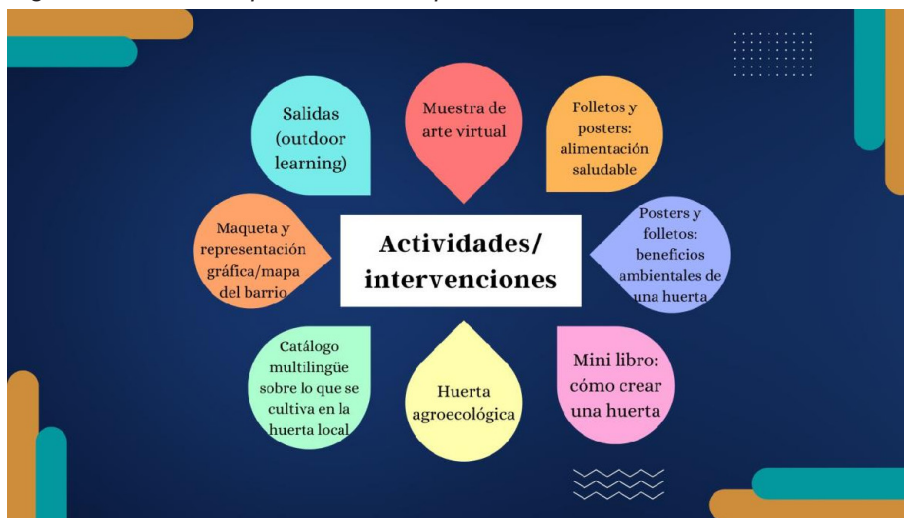 Salidas
(outdoor
learning)
Muestra de
arte virtual
Folletos y
posters:
alimentación
saludable
Maqueta y
representación
gráfica/mapa
del barrio
Actividades/
intervenciones
Posters y
folletos:
beneficios
ambientales de
una huerta
Catálogo
multilingüe
sobre lo que se
cultiva en la
huerta local
Huerta
agroecológica
Mini libro:
cómo crear
una huerta